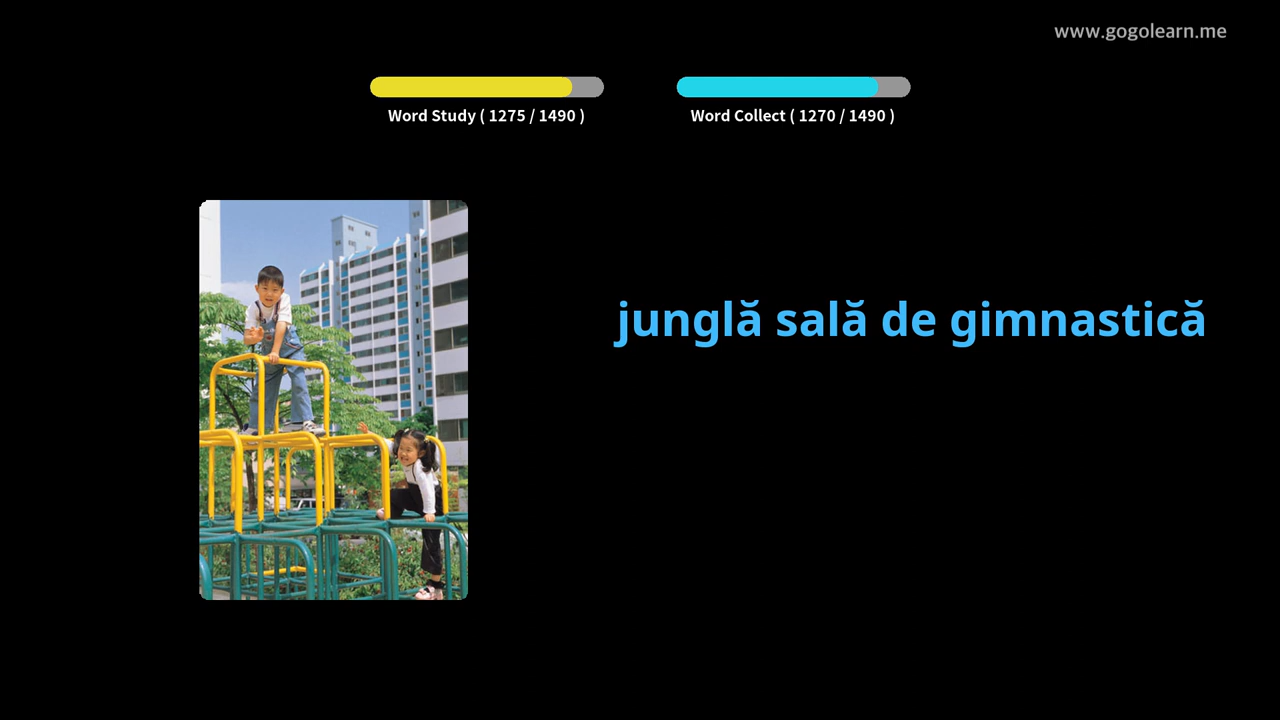 www.gogolearn.me
Word Study ( 1275 / 1490 )
Word Collect ( 1270 / 1490 )
junglă sală de gimnastică